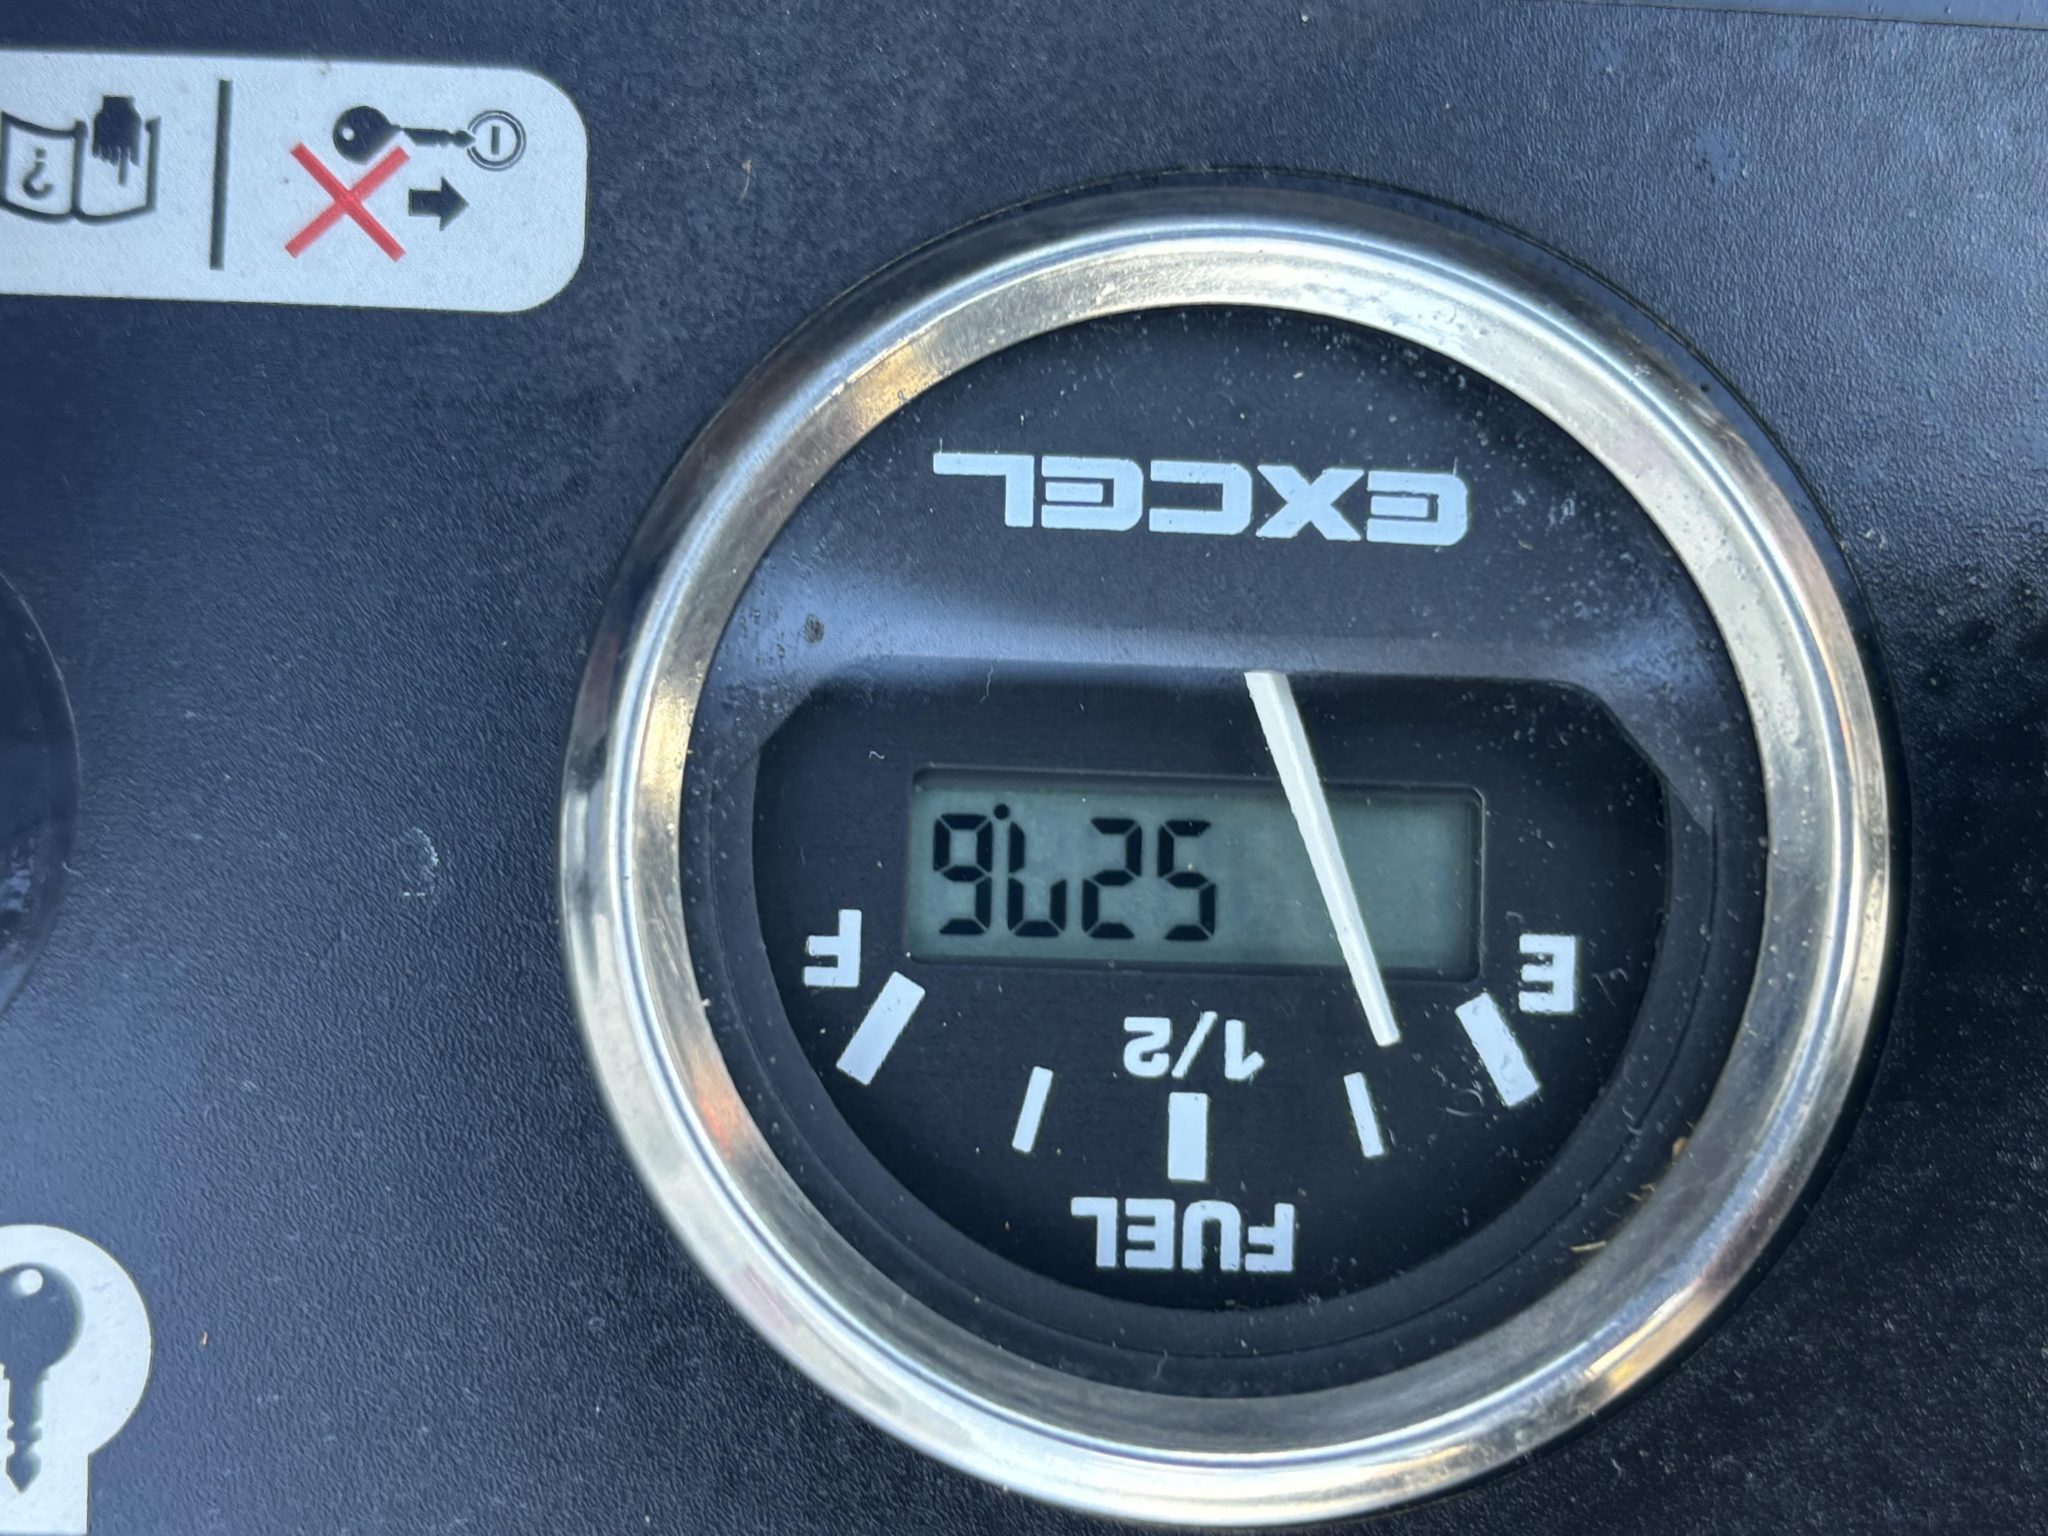 EXCEL
527.6
E 1/2 F
FUEL
?